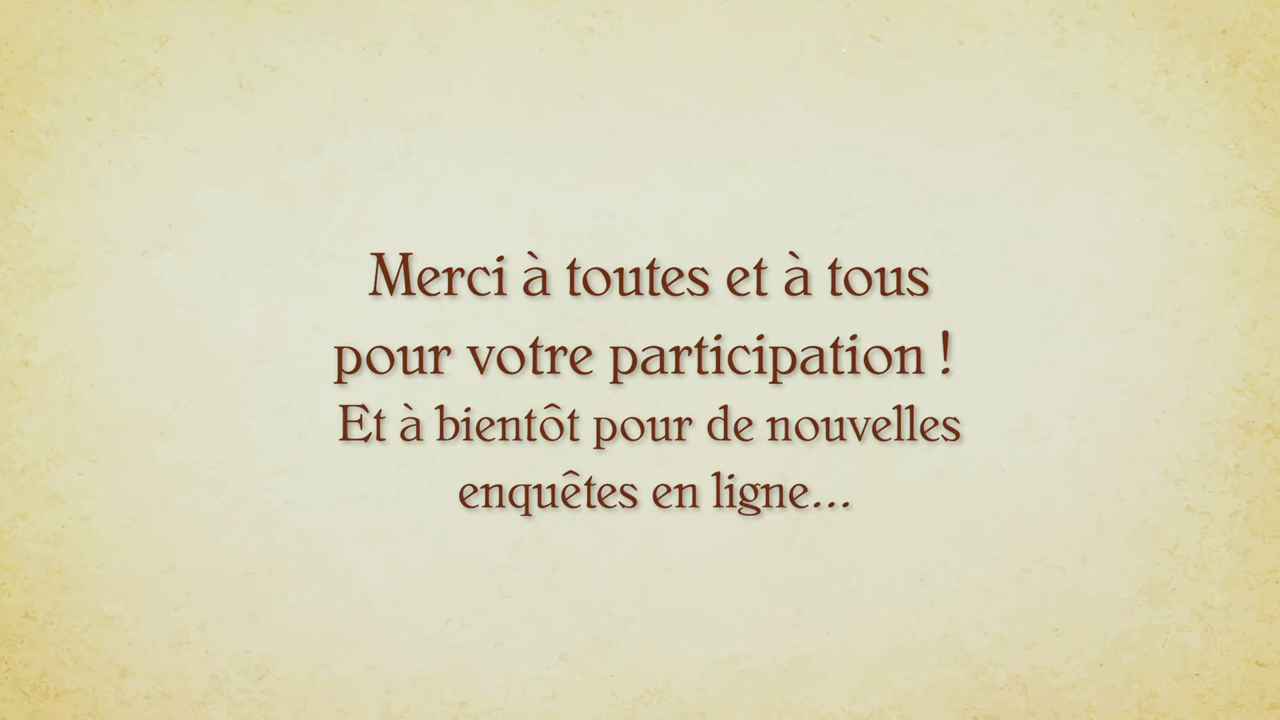 Merci à toutes et à tous
pour votre participation !
Et à bientôt pour de nouvelles
enquêtes en ligne...